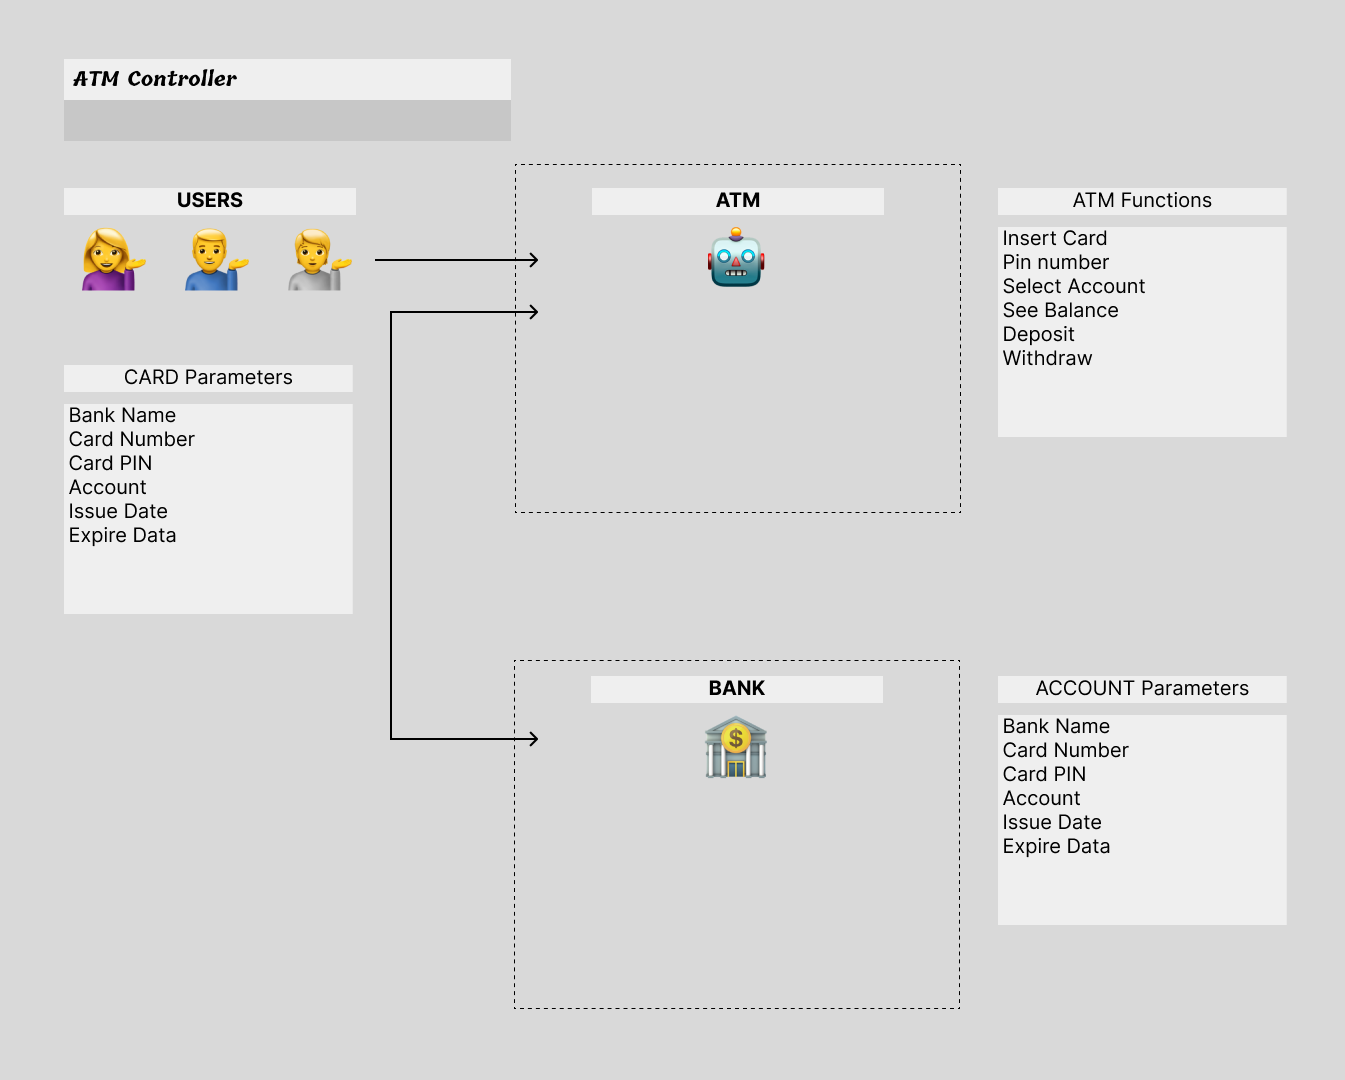 ATM Controller
USERS
ATM
ATM Functions
Insert Card
Pin number
Select Account
See Balance
Deposit
Withdraw
CARD Parameters
Bank Name
Card Number
Card PIN
Account
Issue Date
Expire Data
BANK
$
ACCOUNT Parameters
Bank Name
Card Number
Card PIN
Account
Issue Date
Expire Data